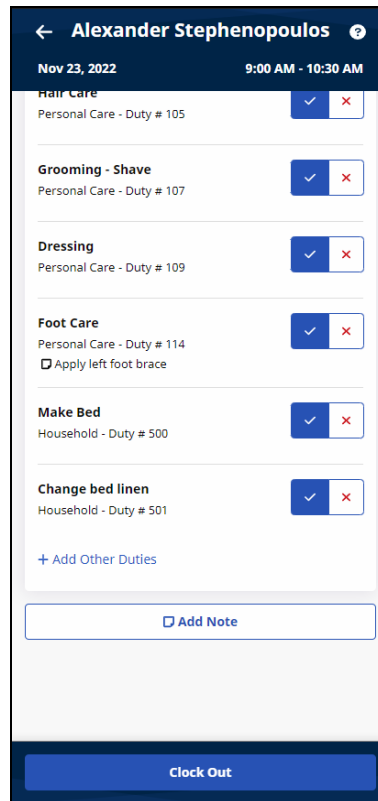 Alexander Stephenopoulos ?
Nov 23, 2022 9:00 AM - 10:30 AM
Hair Care
Personal Care - Duty # 105
Grooming - Shave
Personal Care - Duty # 107
Dressing
Personal Care - Duty # 109
Foot Care
Personal Care - Duty # 114
Apply left foot brace
Make Bed
Household - Duty # 500
Change bed linen
Household - Duty # 501
+ Add Other Duties
Add Note
Clock Out